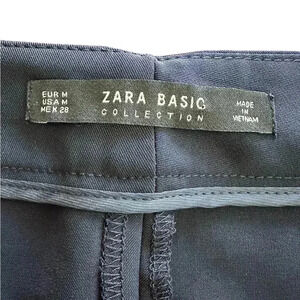 EUR M
USA M
MEX 28
ZARA BASIC
COLLECTION
MADE
IN
VIETNAM